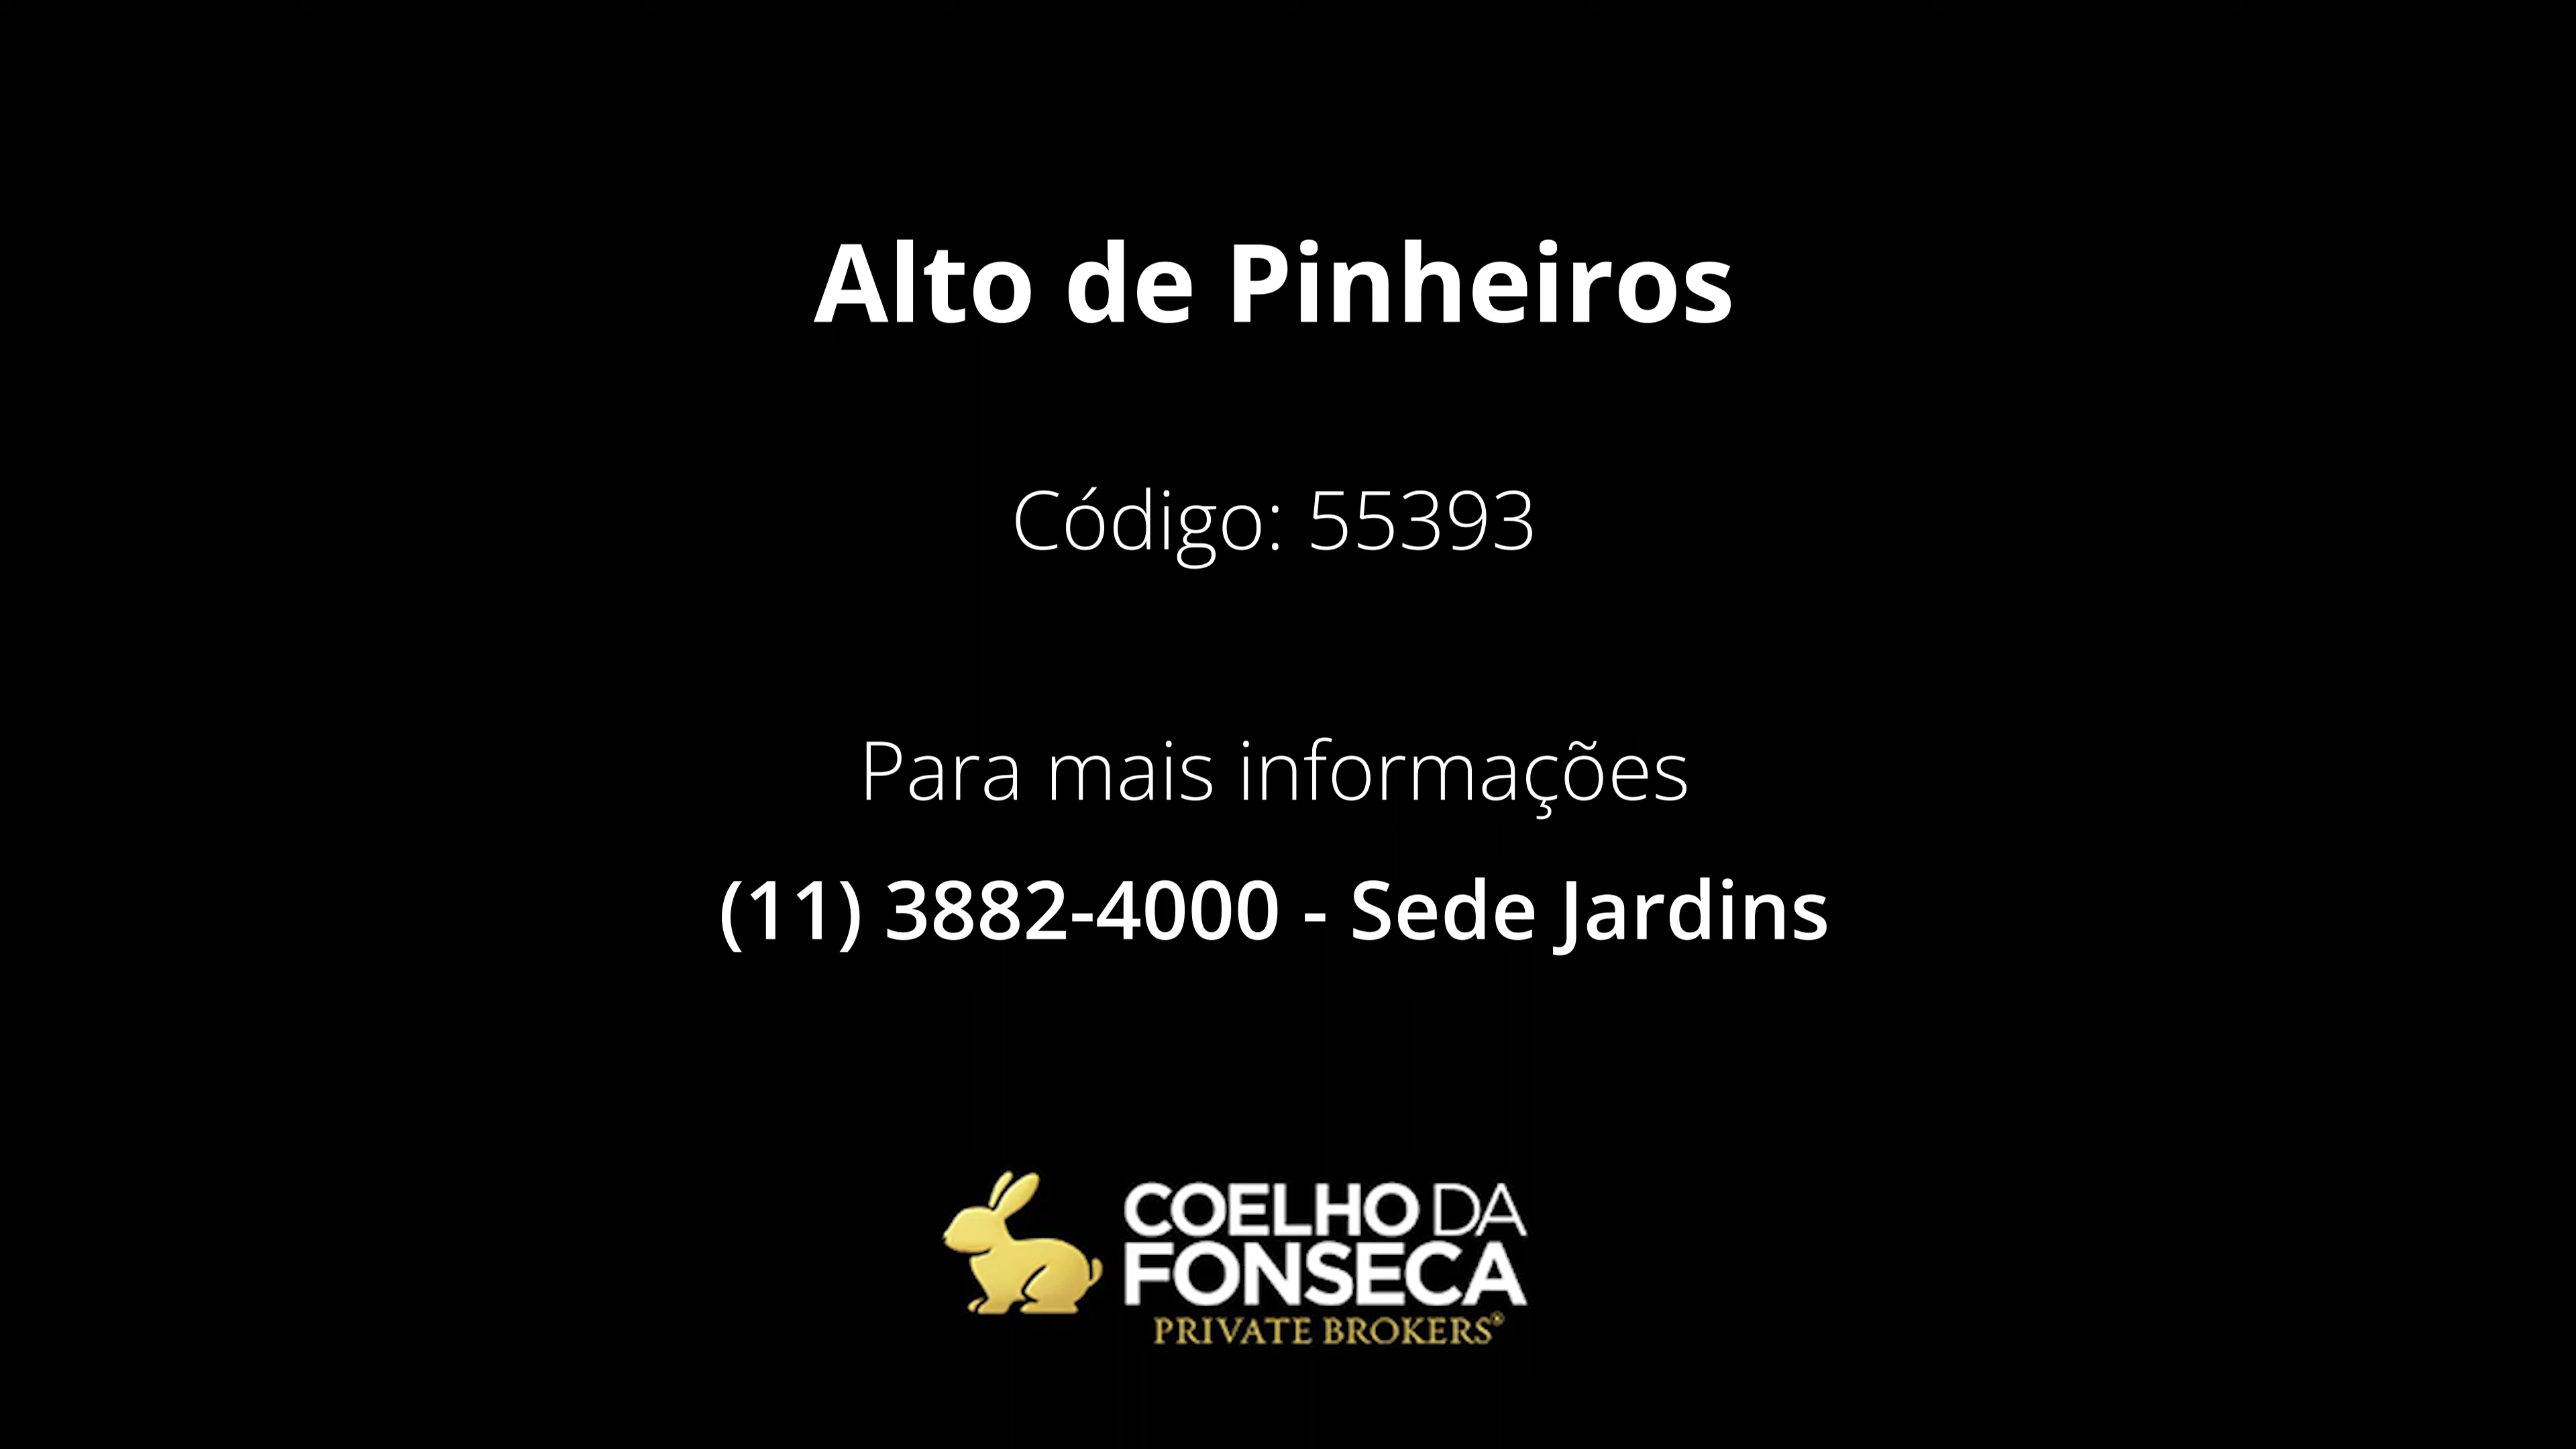 Alto de Pinheiros
Código: 55393
Para mais informações
(11) 3882-4000 - Sede Jardins
COELHO DA
FONSECA
PRIVATE BROKERS®